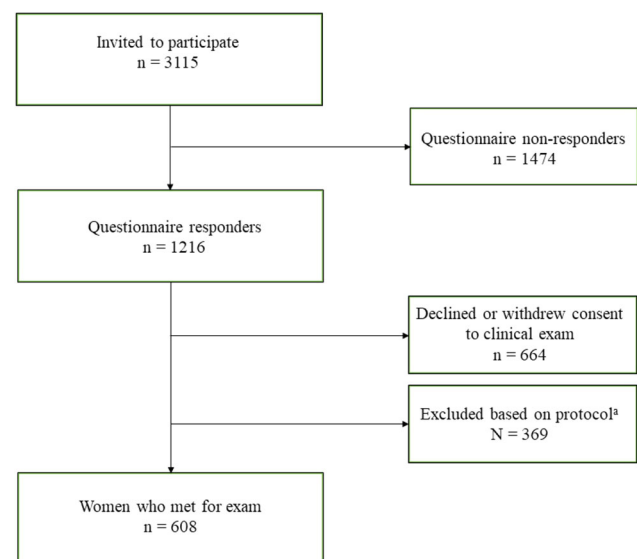 Invited to participate
n = 3115
Questionnaire non-responders
n = 1474
Questionnaire responders
n = 1216
Declined or withdrew consent
to clinical exam
n = 664
Excluded based on protocolᵃ
N = 369
Women who met for exam
n = 608